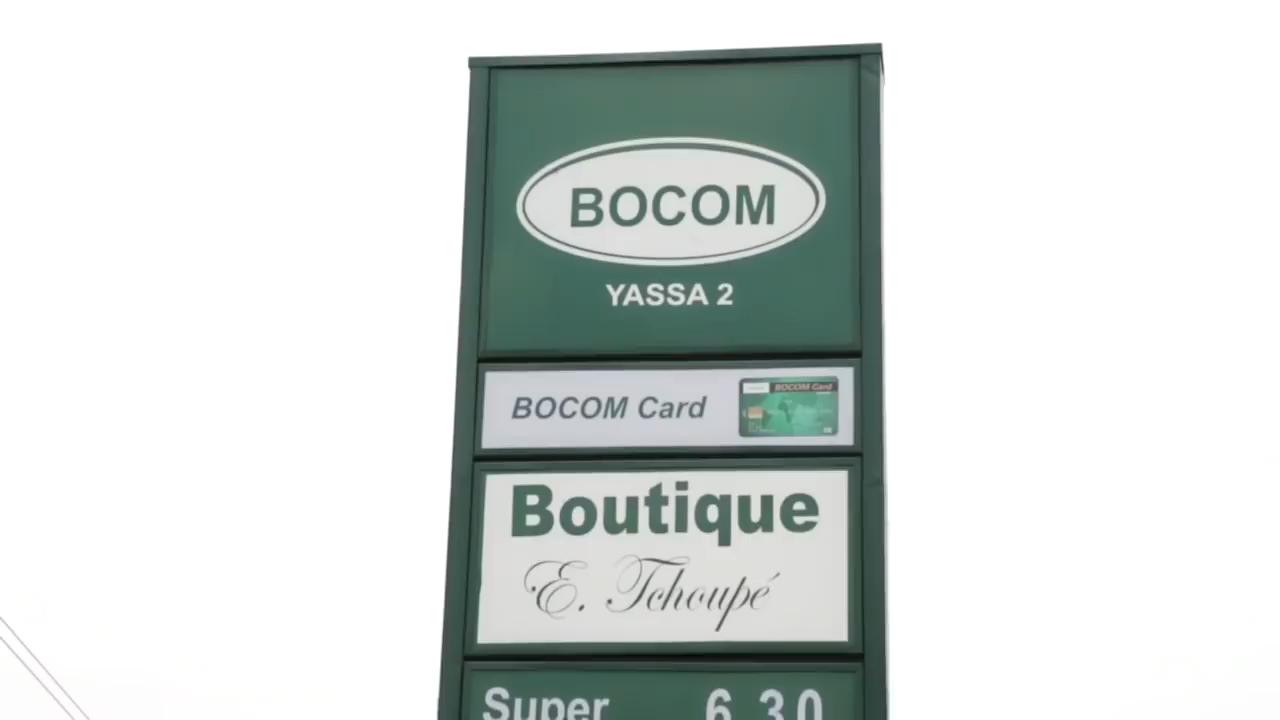 BOCOM
YASSA 2
BOCOM Card
BOCOM Card
Boutique
E. Tchoupé
Super 630